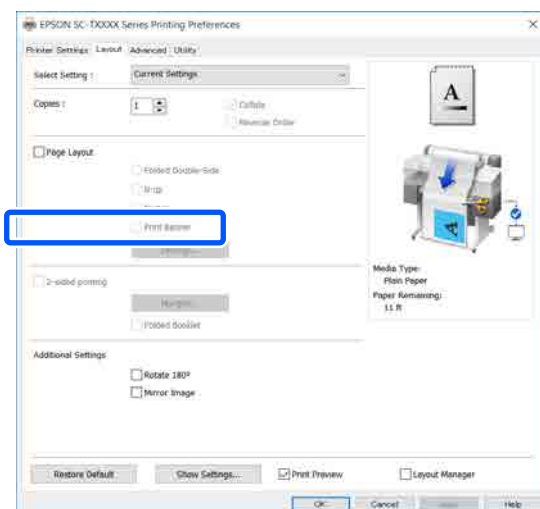 EPSON SC-TXXXX Series Printing Preferences
Printer Settings Layout Advanced Utility
Select Setting : Current Settings
Copies : 1 Collate
Reverse Order
A
Page Layout
Folded Double-Side
N-up
Print Banner
Settings...
Media Type:
Plain Paper
Paper Remaining:
11 ft
2-sided printing
Margins...
Folded Booklet
Additional Settings
Rotate 180º
Mirror Image
Restore Default Show Settings... Print Preview Layout Manager
OK Cancel Help